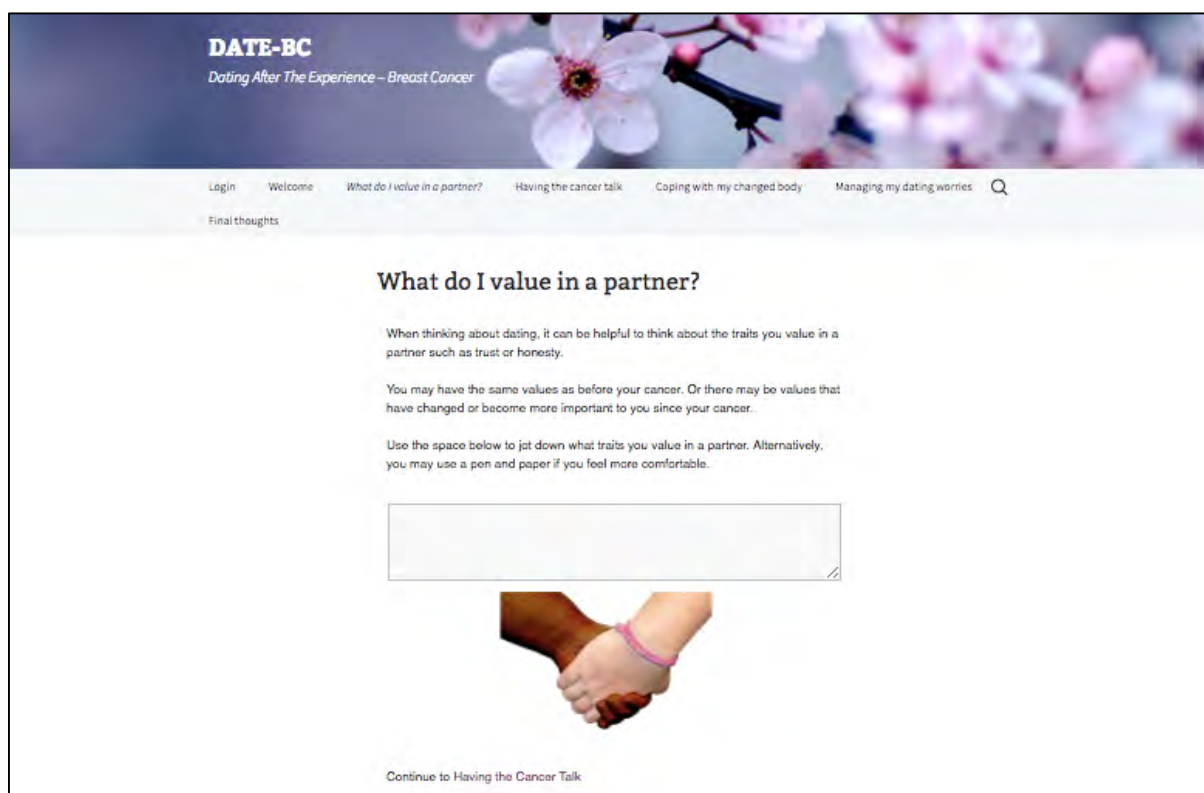 DATE-BC
Dating After The Experience – Breast Cancer
Login Welcome What do I value in a partner? Having the cancer talk Coping with my changed body Managing my dating worries
Final thoughts
What do I value in a partner?
When thinking about dating, it can be helpful to think about the traits you value in a
partner such as trust or honesty.
You may have the same values as before your cancer. Or there may be values that
have changed or become more important to you since your cancer.
Use the space below to jot down what traits you value in a partner. Alternatively,
you may use a pen and paper if you feel more comfortable.
Continue to Having the Cancer Talk